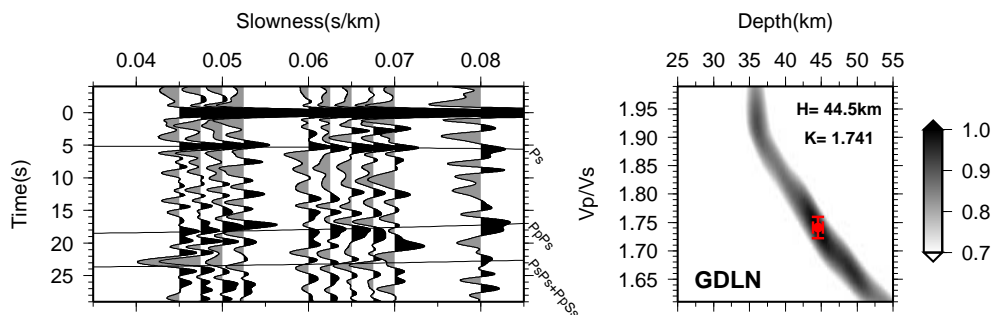 Slowness(s/km)
0.04 0.05 0.06 0.07 0.08
Time(s)
0
5
10
15
20
25
Ps
PpPs
PsPs+PpSs
Depth(km)
25 30 35 40 45 50 55
Vp/Vs
1.95
1.90
1.85
1.80
1.75
1.70
1.65
H= 44.5km
K= 1.741
GDLN
1.0
0.9
0.8
0.7